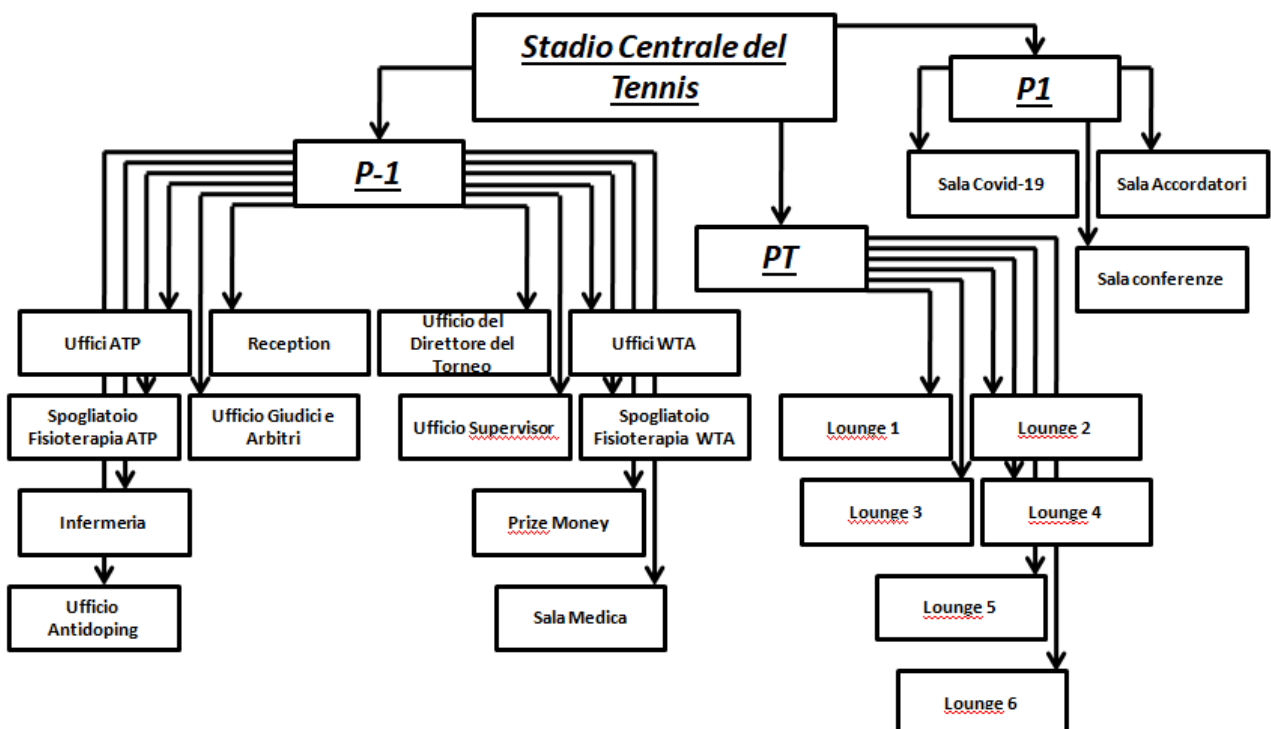 Stadio Centrale del
Tennis
P1
P-1
Sala Covid-19
Sala Accordatori
PT
Sala conferenze
Uffici ATP
Reception
Ufficio del
Direttore del
Torneo
Uffici WTA
Spogliatoio
Fisioterapia ATP
Ufficio Giudici e
Arbitri
Ufficio Supervisor
Spogliatoio
Fisioterapia WTA
Lounge 1
Lounge 2
Infermeria
Prize Money
Lounge 3
Lounge 4
Ufficio
Antidoping
Sala Medica
Lounge 5
Lounge 6